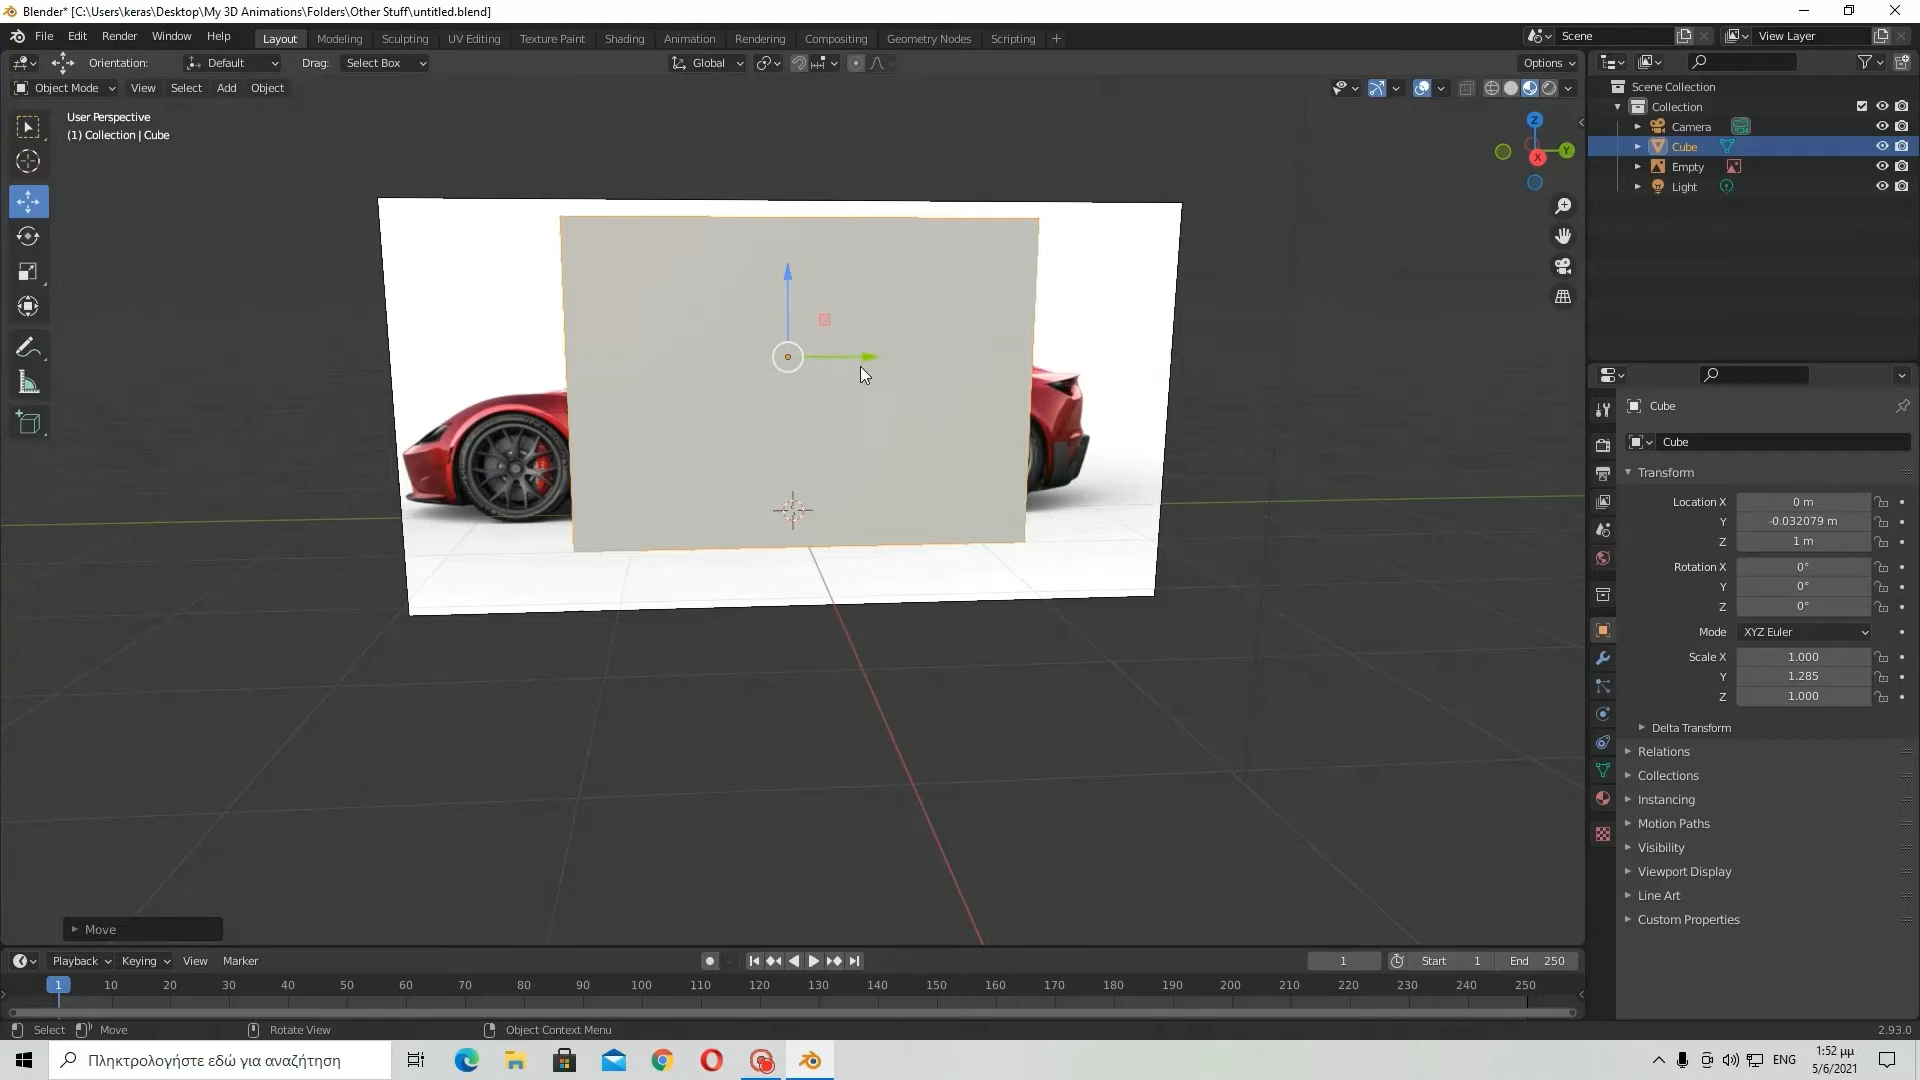 Blender* [C:\Users\keras\Desktop\My 3D Animations\Folders\Other Stuff\untitled.blend]
File Edit Render Window Help Layout Modeling Sculpting UV Editing Texture Paint Shading Animation Rendering Compositing Geometry Nodes Scripting + Scene View Layer
Orientation: Default Drag: Select Box Global Options
Object Mode View Select Add Object
Scene Collection
Collection
Camera
Cube
Empty
Light
User Perspective
(1) Collection | Cube
Z
Y
X
Cube
Cube
Transform
Location X 0 m
Y -0.032079 m
Z 1 m
Rotation X 0°
Y 0°
Z 0°
Mode XYZ Euler
Scale X 1.000
Y 1.285
Z 1.000
Delta Transform
Relations
Collections
Instancing
Motion Paths
Visibility
Viewport Display
Line Art
Custom Properties
Move
Playback Keying View Marker 1 Start 1 End 250
1 10 20 30 40 50 60 70 80 90 100 110 120 130 140 150 160 170 180 190 200 210 220 230 240 250
Select Move Rotate View Object Context Menu 2.93.0
Πληκτρολογήστε εδώ για αναζήτηση ENG 1:52 μμ
5/6/2021